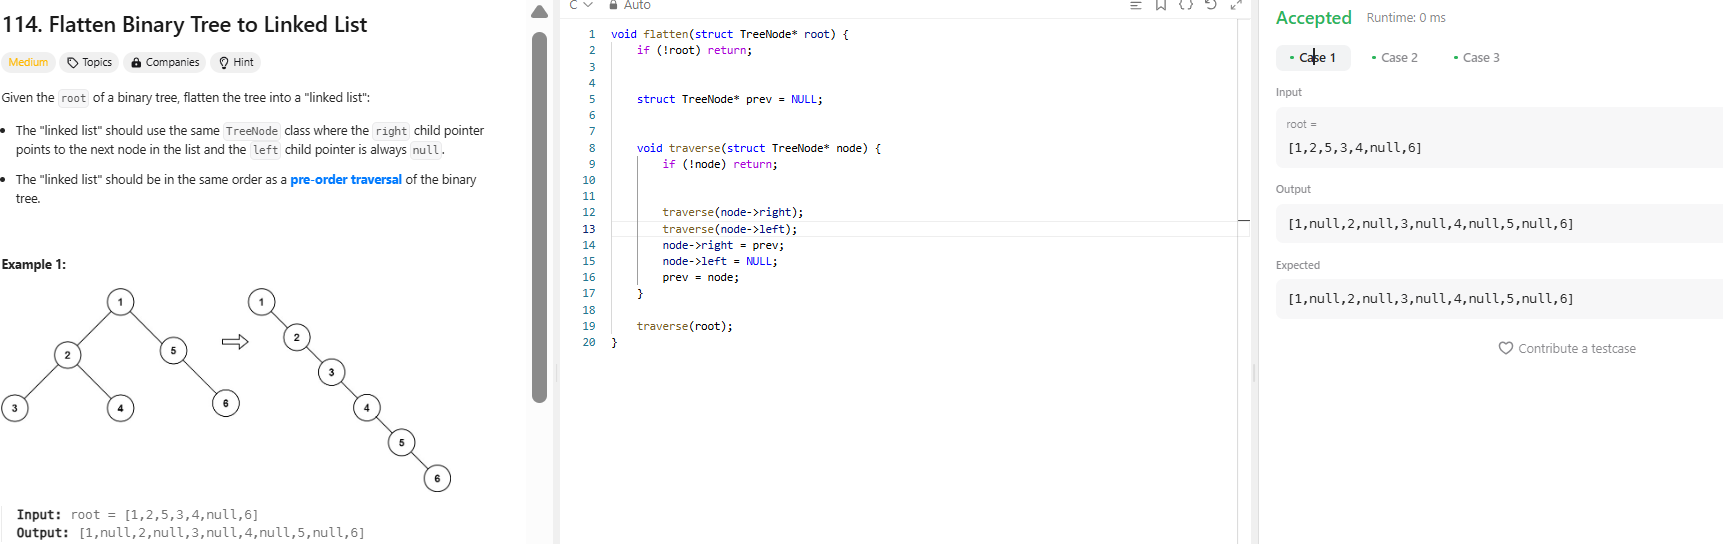 114. Flatten Binary Tree to Linked List
Medium
Topics
Companies
Hint
Given the root of a binary tree, flatten the tree into a "linked list":
• The "linked list" should use the same TreeNode class where the right child pointer
points to the next node in the list and the left child pointer is always null.
• The "linked list" should be in the same order as a pre-order traversal of the binary
tree.
Example 1:
1
2
5
3
4
6
1
2
3
4
5
6
Input: root = [1,2,5,3,4,null,6]
Output: [1,null,2,null,3,null,4,null,5,null,6]
C
Auto
1 void flatten(struct TreeNode* root) {
2     if (!root) return;
3
4
5     struct TreeNode* prev = NULL;
6
7
8     void traverse(struct TreeNode* node) {
9         if (!node) return;
10
11
12         traverse(node->right);
13         traverse(node->left);
14         node->right = prev;
15         node->left = NULL;
16         prev = node;
17     }
18
19     traverse(root);
20 }
Accepted
Runtime: 0 ms
• Case 1
• Case 2
• Case 3
Input
root =
[1,2,5,3,4,null,6]
Output
[1,null,2,null,3,null,4,null,5,null,6]
Expected
[1,null,2,null,3,null,4,null,5,null,6]
Contribute a testcase